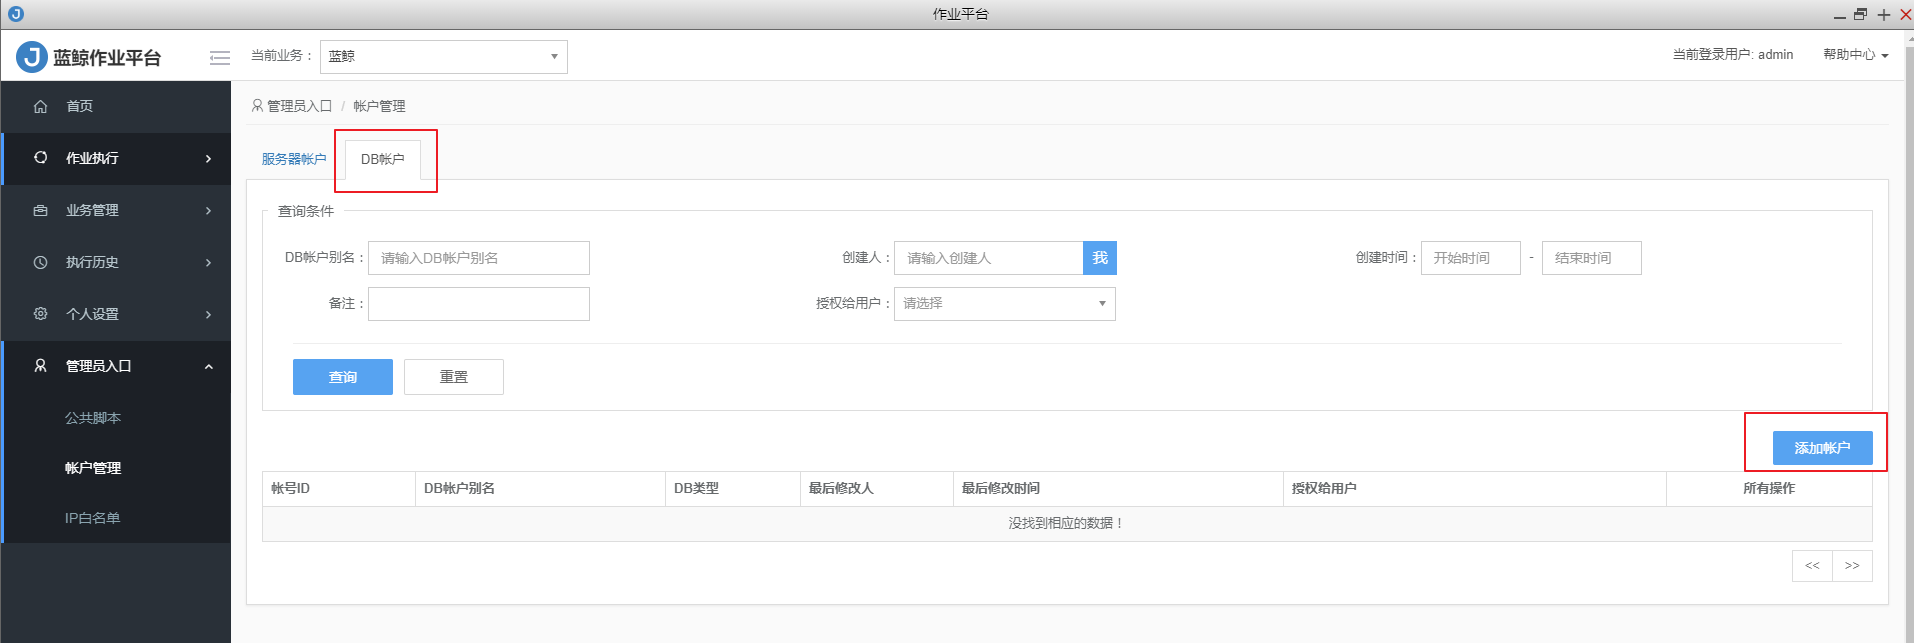 作业平台
蓝鲸作业平台
当前业务：
蓝鲸
当前登录用户: admin
帮助中心
首页
作业执行
业务管理
执行历史
个人设置
管理员入口
公共脚本
帐户管理
IP白名单
管理员入口 / 帐户管理
服务器帐户
DB帐户
查询条件
DB帐户别名：
请输入DB帐户别名
创建人：
请输入创建人
我
创建时间：
开始时间
-
结束时间
备注：
授权给用户：
请选择
查询
重置
添加帐户
帐号ID
DB帐户别名
DB类型
最后修改人
最后修改时间
授权给用户
所有操作
没找到相应的数据！
<<
>>